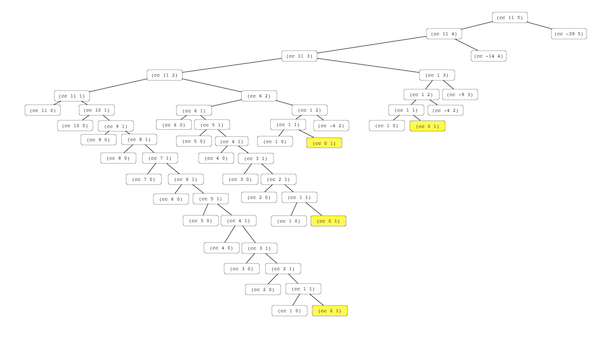 (cc 11 5)
(cc 11 4) (cc -39 5)
(cc 11 3) (cc -14 4)
(cc 11 2) (cc 1 3)
(cc 11 1) (cc 6 2) (cc 1 2) (cc -9 3)
(cc 11 0) (cc 10 1) (cc 6 1) (cc 1 2) (cc 1 1) (cc -4 2)
(cc 10 0) (cc 9 1) (cc 6 0) (cc 5 1) (cc 1 1) (cc -4 2) (cc 1 0) (cc 0 1)
(cc 9 0) (cc 8 1) (cc 5 0) (cc 4 1) (cc 1 0) (cc 0 1)
(cc 8 0) (cc 7 1) (cc 4 0) (cc 3 1)
(cc 7 0) (cc 6 1) (cc 3 0) (cc 2 1)
(cc 6 0) (cc 5 1) (cc 2 0) (cc 1 1)
(cc 5 0) (cc 4 1) (cc 1 0) (cc 0 1)
(cc 4 0) (cc 3 1)
(cc 3 0) (cc 2 1)
(cc 2 0) (cc 1 1)
(cc 1 0) (cc 0 1)